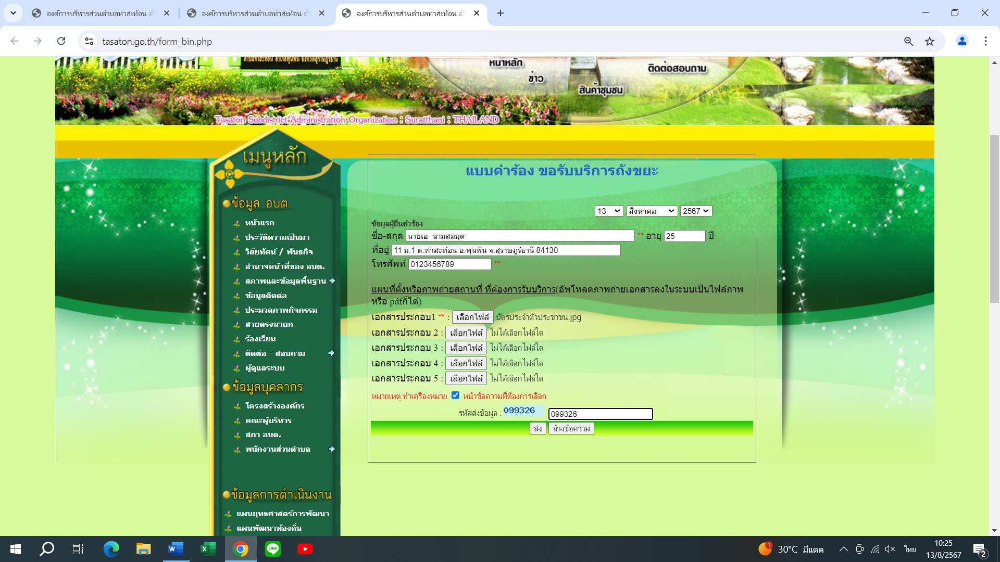 องค์การบริหารส่วนตำบลท่าสะท้อน อำ
องค์การบริหารส่วนตำบลท่าสะท้อน อำ
องค์การบริหารส่วนตำบลท่าสะท้อน อำ
tasaton.go.th/form_bin.php
หน้าหลัก
ข่าว
ติดต่อสอบถาม
สินค้าชุมชน
Tasaton Subdistrict Administration Organization : Suratthani : THAILAND
เมนูหลัก
ข้อมูล อบต.
หน้าแรก
ประวัติความเป็นมา
วิสัยทัศน์ / พันธกิจ
อำนาจหน้าที่ของ อบต.
สภาพและข้อมูลพื้นฐาน
ข้อมูลติดต่อ
ประมวลภาพกิจกรรม
สายตรงนายก
ร้องเรียน
ติดต่อ - สอบถาม
ผู้ดูแลระบบ
ข้อมูลบุคลากร
โครงสร้างองค์กร
คณะผู้บริหาร
สภา อบต.
พนักงานส่วนตำบล
ข้อมูลการดำเนินงาน
แผนยุทธศาสตร์การพัฒนา
แผนพัฒนาท้องถิ่น
แบบคำร้อง ขอรับบริการถังขยะ
13 สิงหาคม 2567
ข้อมูลผู้ยื่นคำร้อง
ชื่อ-สกุล นายเอ นามสมมุต ** อายุ 25 ปี
ที่อยู่ 11 ม.1 ต.ท่าสะท้อน อ.พุนพิน จ.สุราษฎร์ธานี 84130
โทรศัพท์ 0123456789 **
แผนที่ตั้งหรือภาพถ่ายสถานที่ ที่ต้องการรับบริการ(อัพโหลดภาพถ่ายเอกสารลงในระบบเป็นไฟล์ภาพ
หรือ pdfก็ได้)
เอกสารประกอบ1 ** : เลือกไฟล์ บัตรประจำตัวประชาชน.jpg
เอกสารประกอบ 2 : เลือกไฟล์ ไม่ได้เลือกไฟล์ใด
เอกสารประกอบ 3 : เลือกไฟล์ ไม่ได้เลือกไฟล์ใด
เอกสารประกอบ 4 : เลือกไฟล์ ไม่ได้เลือกไฟล์ใด
เอกสารประกอบ 5 : เลือกไฟล์ ไม่ได้เลือกไฟล์ใด
หมายเหตุ ทำเครื่องหมาย หน้าข้อความที่ต้องการเลือก
รหัสส่งข้อมูล : 099326 099326
ส่ง ล้างข้อความ
1 30°C มีแดด ไทย
10:25
13/8/2567
2